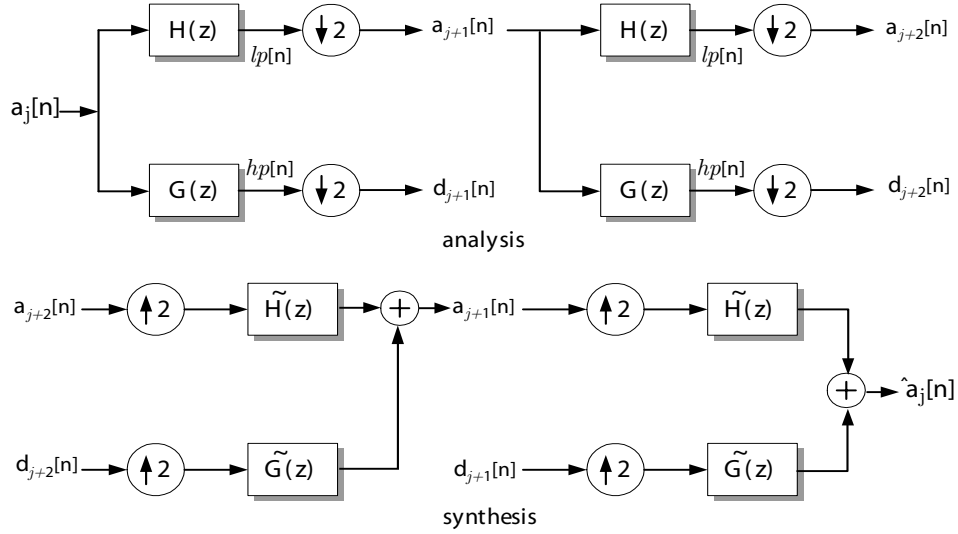 H(z) ↓2 a_{j+1}[n] H(z) ↓2 a_{j+2}[n]
lp[n] lp[n]
a_j[n]
hp[n] hp[n]
G(z) ↓2 d_{j+1}[n] G(z) ↓2 d_{j+2}[n]
analysis
a_{j+2}[n] ↑2 H̃(z) + a_{j+1}[n] ↑2 H̃(z)
+ âj[n]
d_{j+2}[n] ↑2 G̃(z) d_{j+1}[n] ↑2 G̃(z)
synthesis